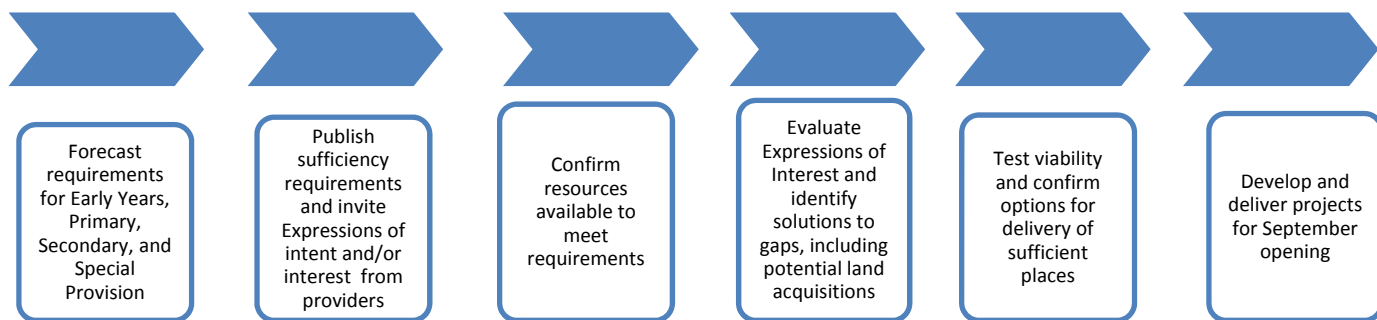 Forecast
requirements
for Early Years,
Primary,
Secondary, and
Special
Provision
Publish
sufficiency
requirements
and invite
Expressions of
intent and/or
interest from
providers
Confirm
resources
available to
meet
requirements
Evaluate
Expressions of
Interest and
identify
solutions to
gaps, including
potential land
acquisitions
Test viability
and confirm
options for
delivery of
sufficient
places
Develop and
deliver projects
for September
opening